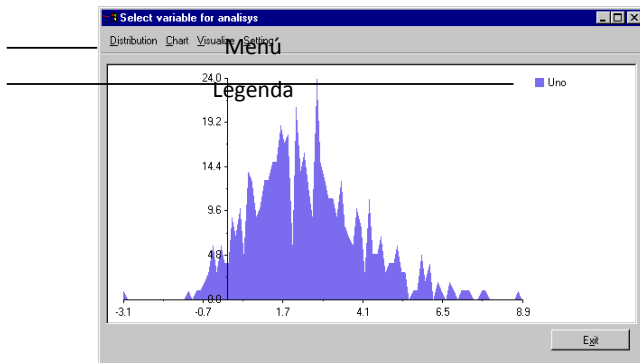 Select variable for analisys
Distribution Chart Visualize Setting
Menú
Legenda
24.0
Uno
19.2
14.4
9.6
4.8
0.0
-3.1 -0.7 1.7 4.1 6.5 8.9
Exit